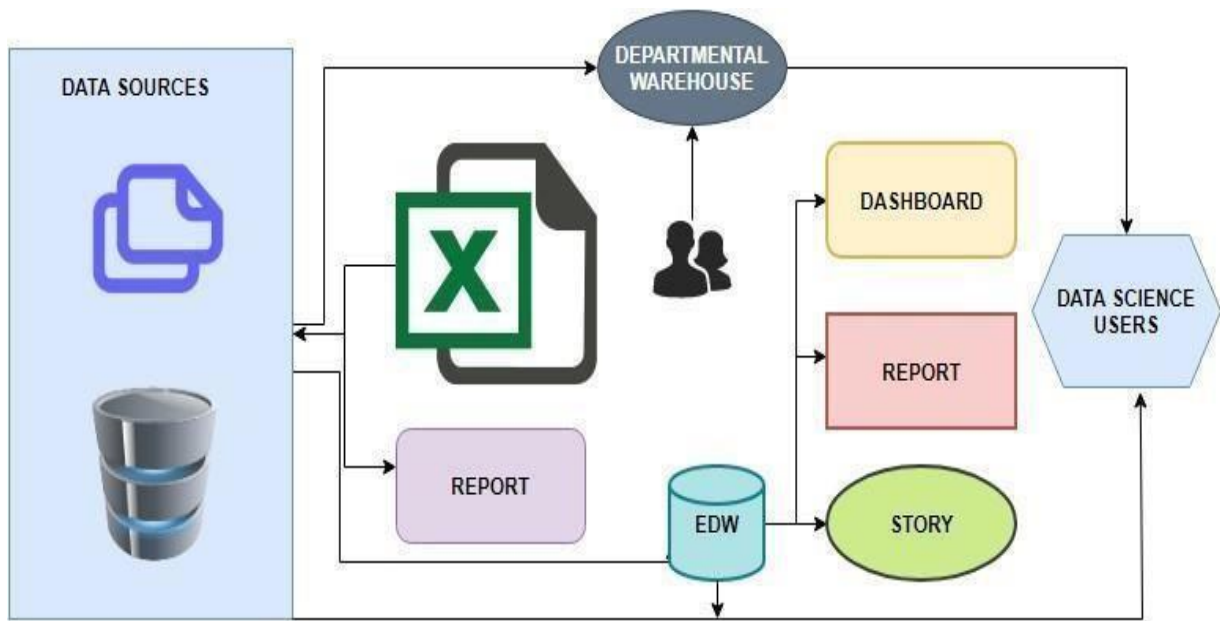 DATA SOURCES
DEPARTMENTAL
WAREHOUSE
X
DASHBOARD
DATA SCIENCE
USERS
REPORT
REPORT
EDW
STORY